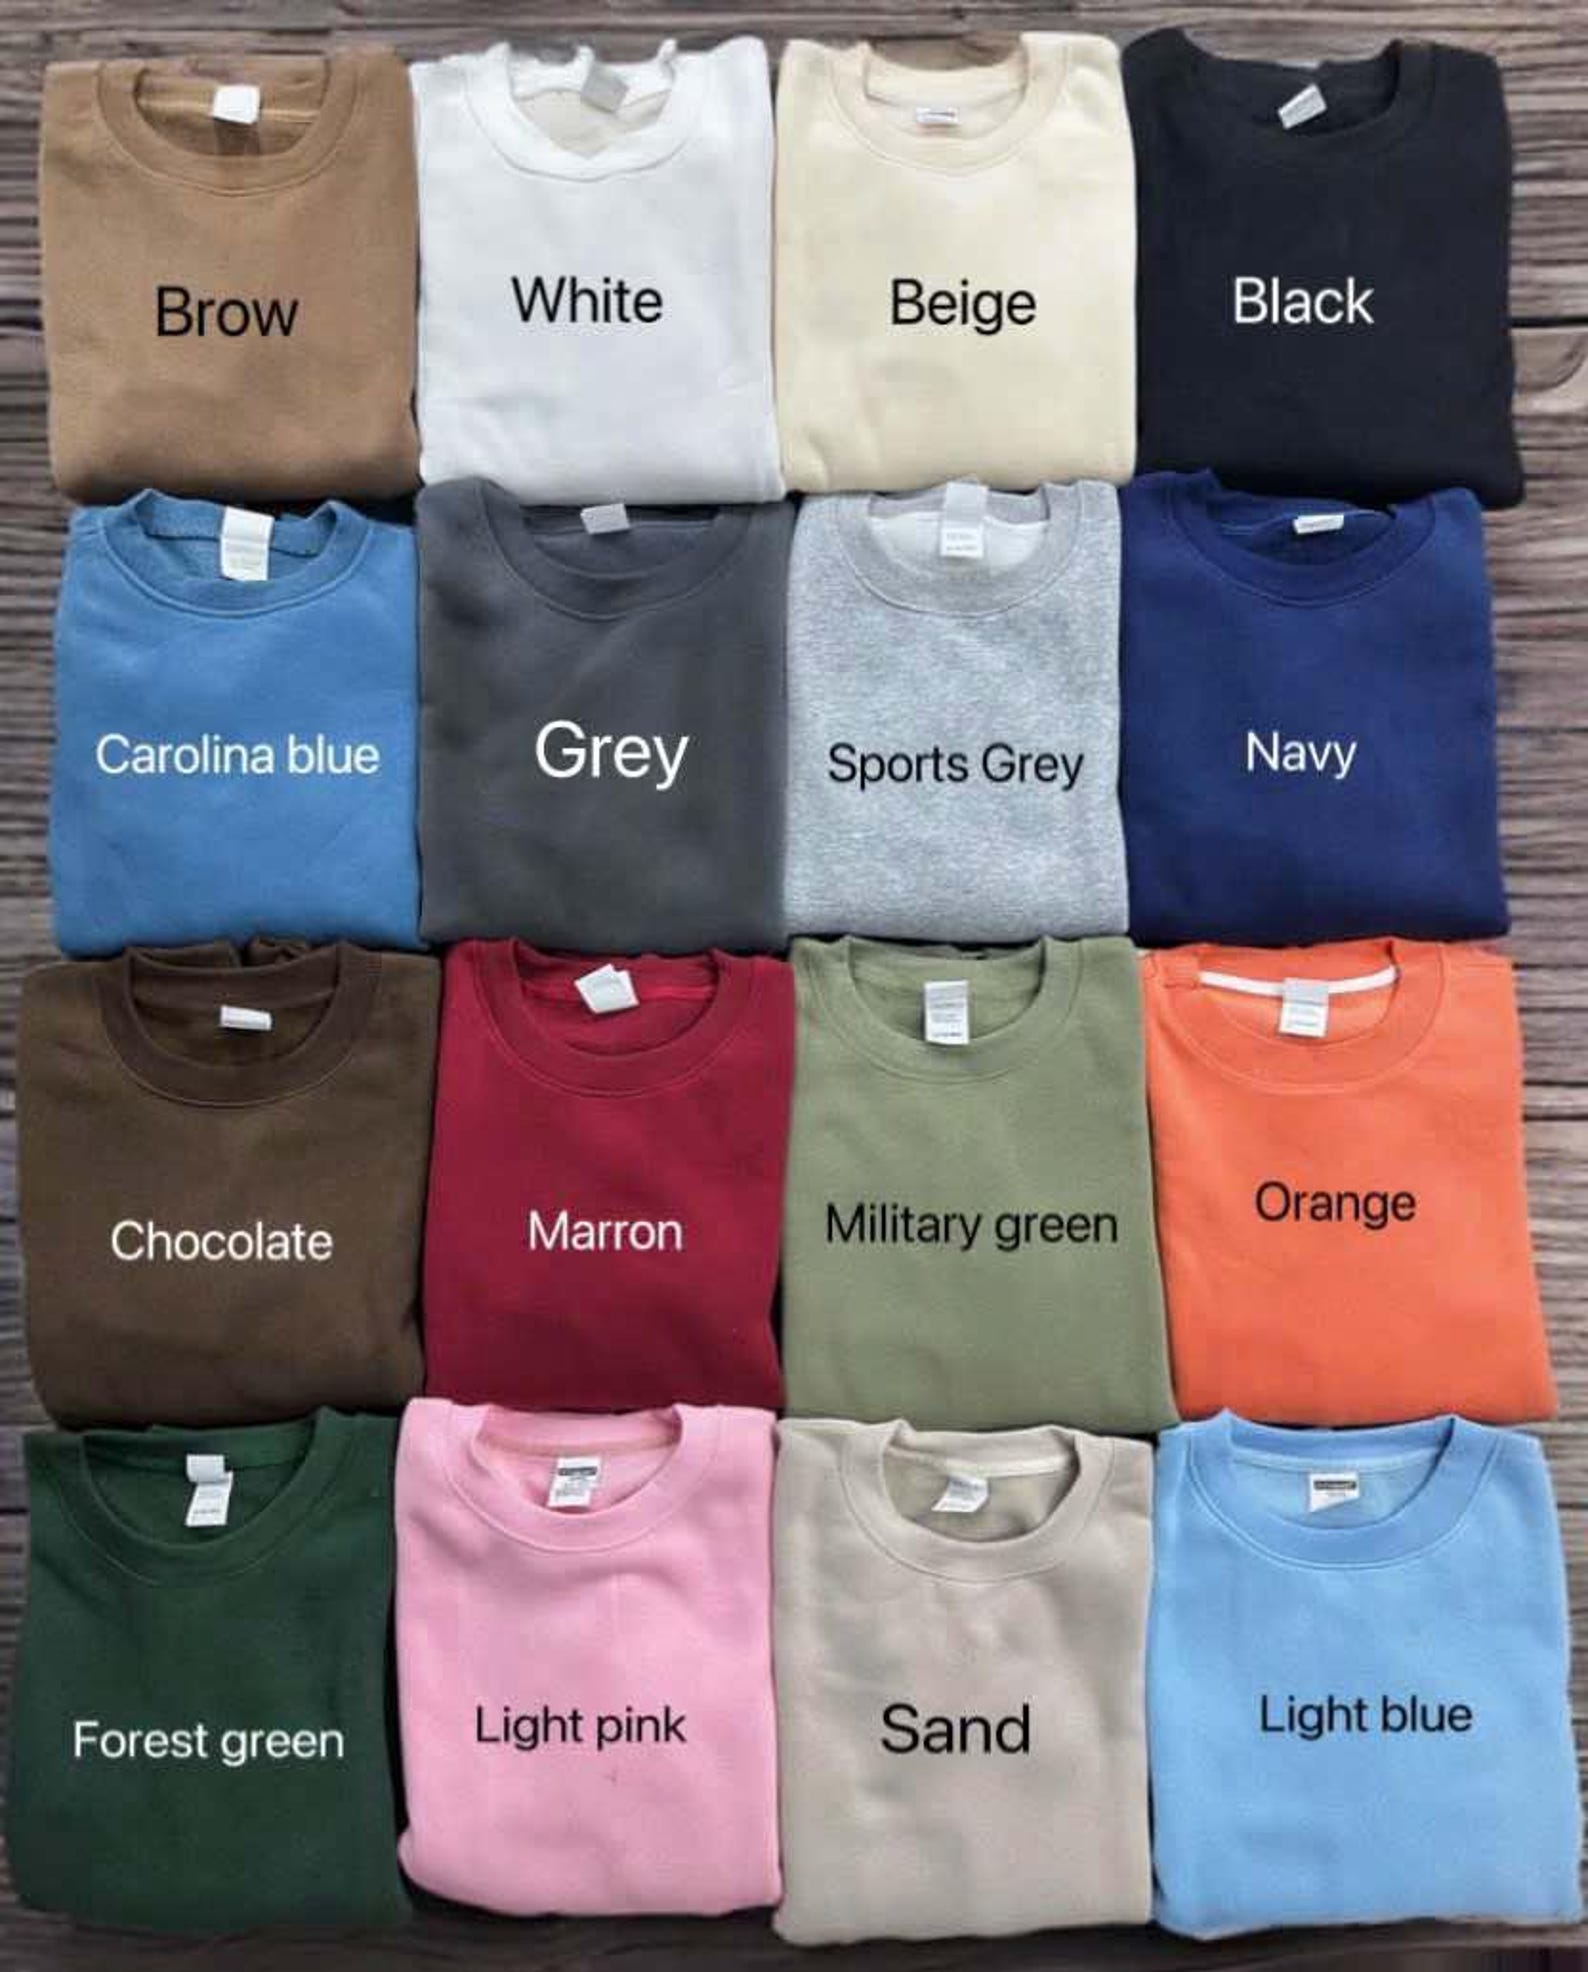 Brow
White
Beige
Black
Carolina blue
Grey
Sports Grey
Navy
Chocolate
Marron
Military green
Orange
Forest green
Light pink
Sand
Light blue